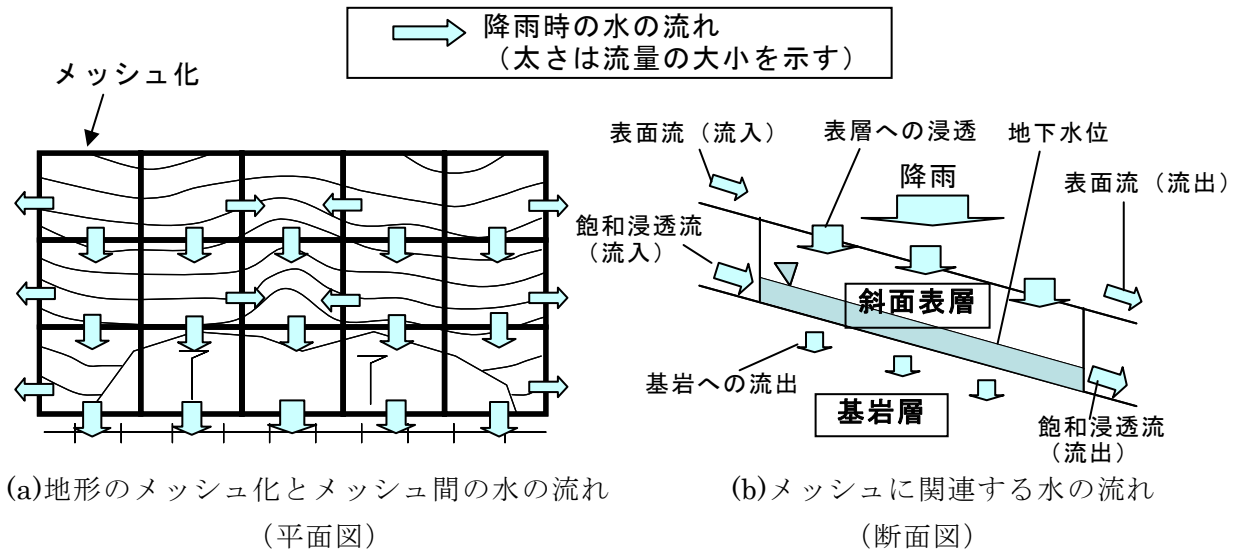 降雨時の水の流れ
（太さは流量の大小を示す）
メッシュ化
表面流（流入）
表層への浸透
地下水位
降雨
表面流（流出）
飽和浸透流
（流入）
斜面表層
基岩への流出
基岩層
飽和浸透流
（流出）
(a)地形のメッシュ化とメッシュ間の水の流れ
（平面図）
(b)メッシュに関連する水の流れ
（断面図）